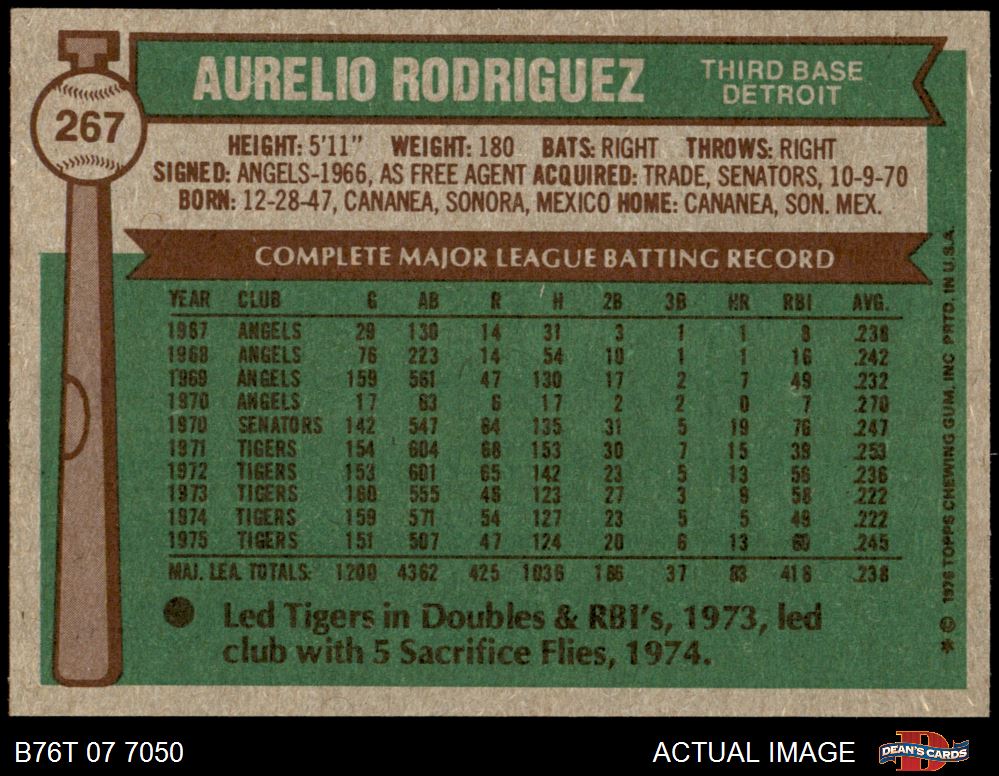 267
AURELIO RODRIGUEZ
THIRD BASE
DETROIT
HEIGHT: 5'11" WEIGHT: 180 BATS: RIGHT THROWS: RIGHT
SIGNED: ANGELS-1966, AS FREE AGENT ACQUIRED: TRADE, SENATORS, 10-9-70
BORN: 12-28-47, CANANEA, SONORA, MEXICO HOME: CANANEA, SON. MEX.
COMPLETE MAJOR LEAGUE BATTING RECORD
YEAR CLUB G AB R H 2B 3B HR RBI AVG.
1967 ANGELS 29 130 14 31 3 1 1 8 .238
1968 ANGELS 76 223 14 54 10 1 1 16 .242
1969 ANGELS 159 561 47 130 17 2 7 49 .232
1970 ANGELS 17 63 6 17 2 2 0 7 .270
1970 SENATORS 142 547 64 135 31 5 19 76 .247
1971 TIGERS 154 604 68 153 30 7 15 39 .253
1972 TIGERS 153 601 65 142 23 5 13 56 .236
1973 TIGERS 160 555 46 123 27 3 9 58 .222
1974 TIGERS 159 571 54 127 23 5 5 49 .222
1975 TIGERS 151 507 47 124 20 6 13 60 .245
MAJ. LEA. TOTALS: 1200 4362 425 1036 186 37 83 418 .238
Led Tigers in Doubles & RBI's, 1973, led
club with 5 Sacrifice Flies, 1974.
* © 1976 TOPPS CHEWING GUM, INC PRTD. IN U.S.A.
B76T 07 7050
ACTUAL IMAGE
D
DEAN'S CARDS